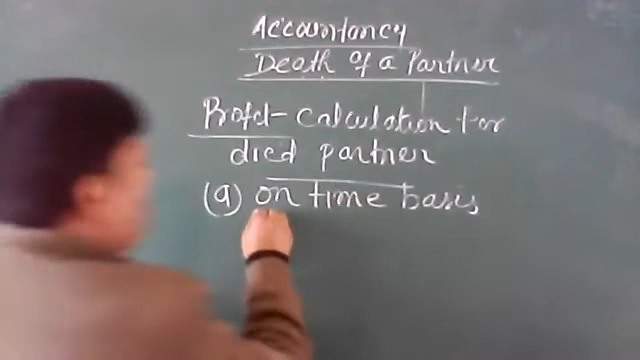 Accountancy
Death of a Partner
Profit-calculation for
died partner
(a) on time basis